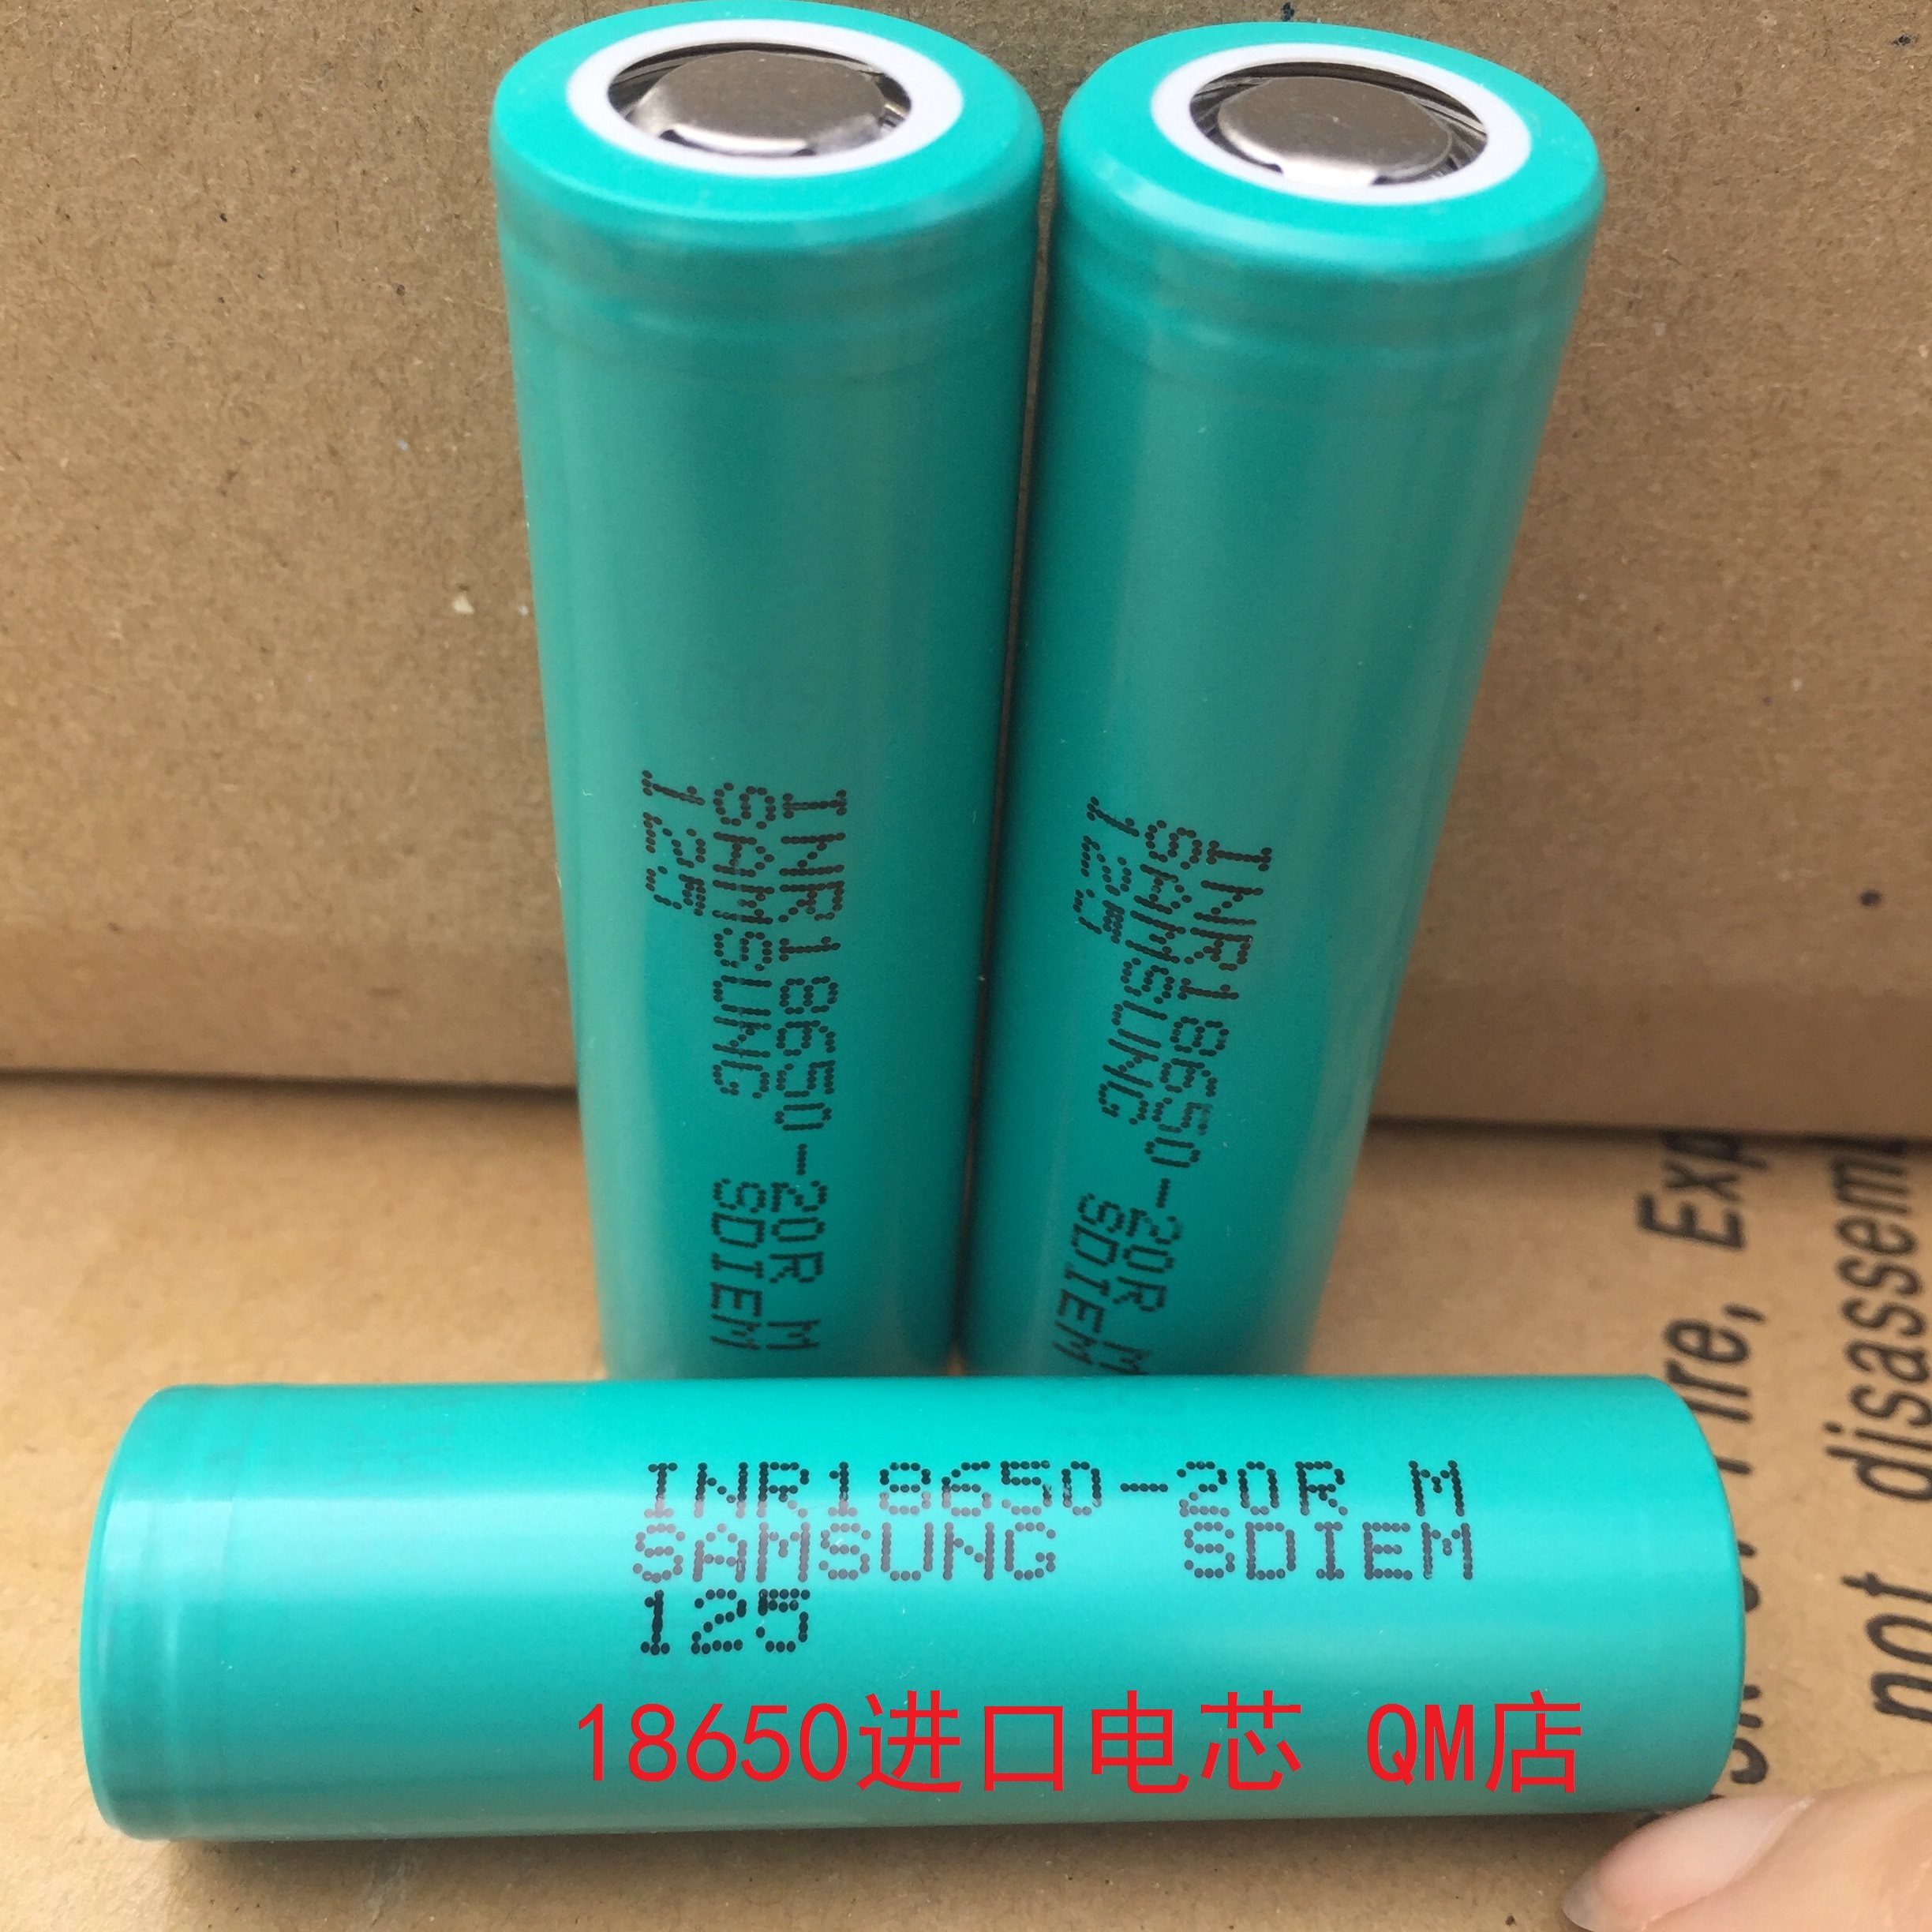 INR18650-20R M
SAMSUNG SDIEM
125
INR18650-20R M
SAMSUNG SDIEM
125
INR18650-20R M
SAMSUNG SDIEM
125
18650进口电芯 QM店
not